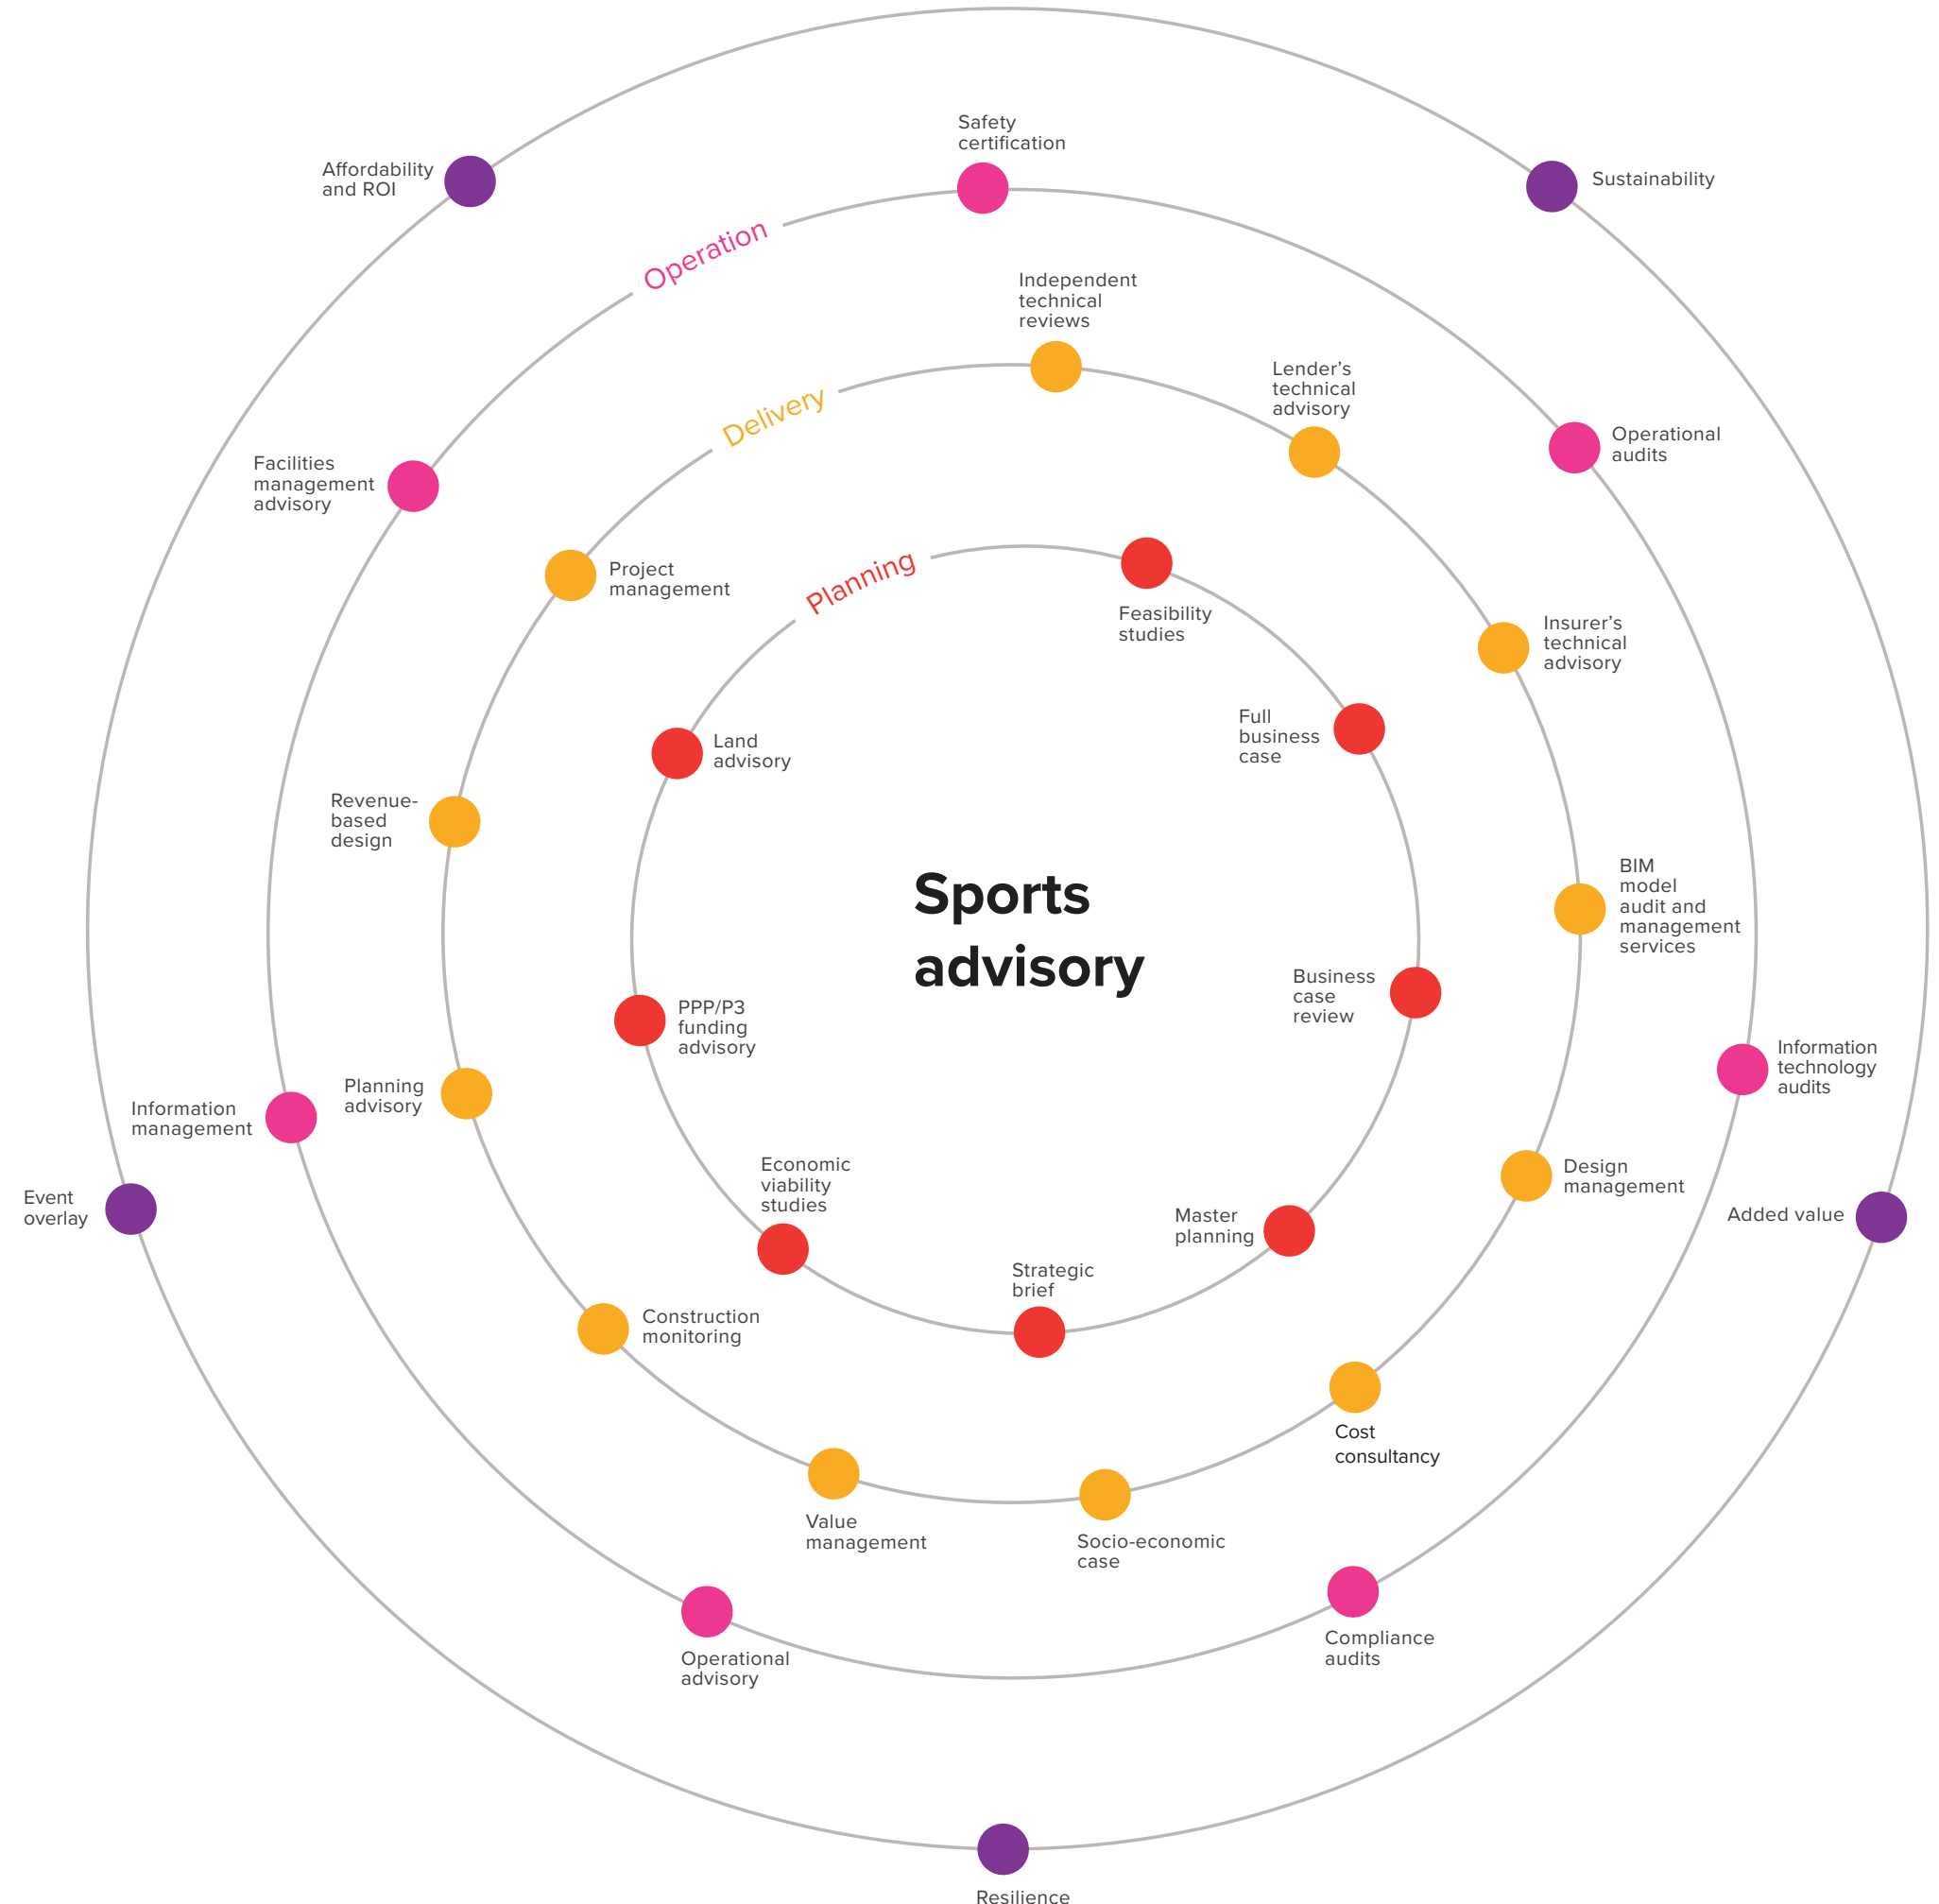 Safety
certification
Affordability
and ROI
Sustainability
Operation
Independent
technical
reviews
Lender’s
technical
advisory
Delivery
Operational
audits
Facilities
management
advisory
Project
management
Planning
Feasibility
studies
Insurer’s
technical
advisory
Full
business
case
Land
advisory
Revenue-
based
design
Sports
advisory
BIM
model
audit and
management
services
Business
case
review
PPP/P3
funding
advisory
Information
technology
audits
Planning
advisory
Information
management
Economic
viability
studies
Design
management
Event
overlay
Master
planning
Added value
Strategic
brief
Construction
monitoring
Cost
consultancy
Value
management
Socio-economic
case
Compliance
audits
Operational
advisory
Resilience